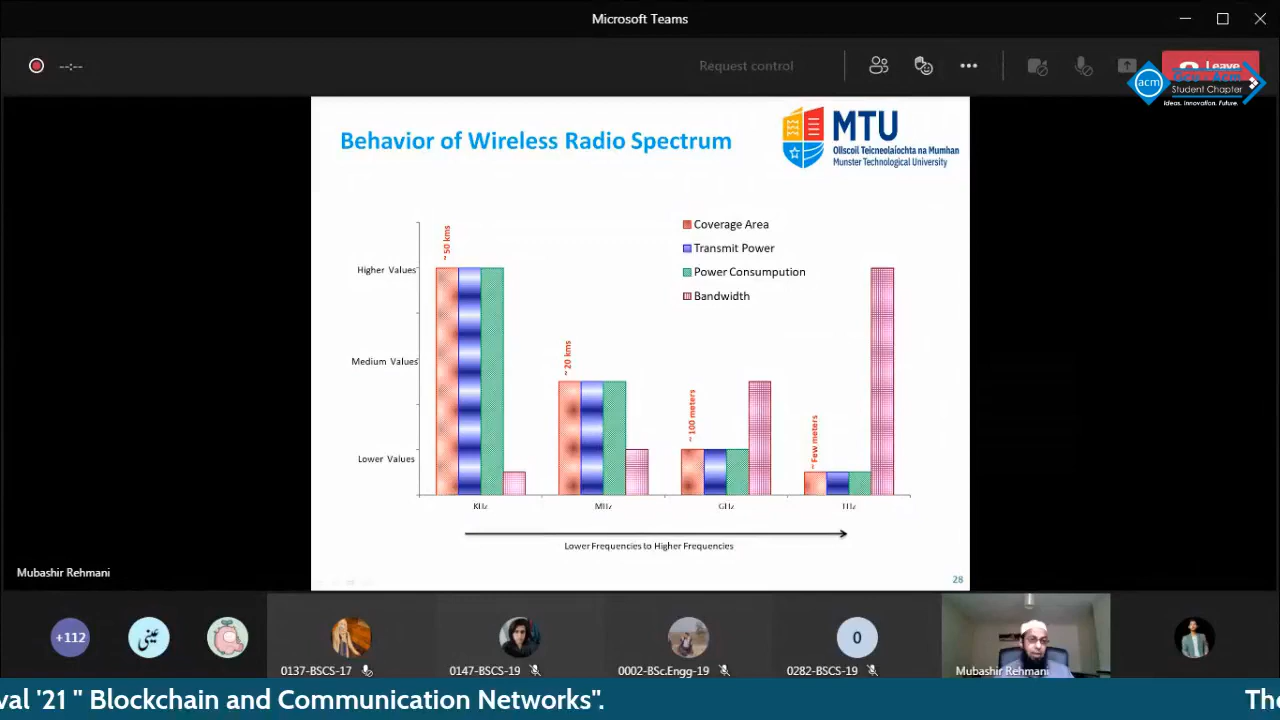 Microsoft Teams
--:--
Request control
Leave
acm
Student Chapter
Ideas. Innovation. Future.
Behavior of Wireless Radio Spectrum
MTU
Ollscoil Teicneolaíochta na Mumhan
Munster Technological University
Coverage Area
Transmit Power
Power Consumpution
Bandwidth
Higher Values
Medium Values
Lower Values
~ 50 kms
~ 20 kms
~ 100 meters
~ Few meters
KHz
MHz
GHz
THz
Lower Frequencies to Higher Frequencies
28
Mubashir Rehmani
+112
عینی
0
0137-BSCS-17
0147-BSCS-19
0002-BSc.Engg-19
0282-BSCS-19
Mubashir Rehmani
val '21 " Blockchain and Communication Networks".
The